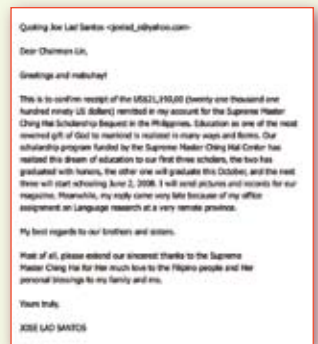 Quoting Joe Lad Santos <joelad_s@yahoo.com>
Dear Chairman Lin,
Greetings and mabuhay!
This is to confirm receipt of the US$21,190.00 (twenty one thousand one
hundred ninety US dollars) remitted in my account for the Supreme Master
Ching Hai Scholarship Bequest in the Philippines. Education as one of the most
revered gift of God to mankind is realized in many ways and forms. Our
scholarship program funded by the Supreme Master Ching Hai Center has
realized this dream of education to our first three scholars, the two has
graduated with honors, the other one will graduate this October, and the next
three will start schooling June 2, 2008. I will send pictures and records for our
magazine. Meanwhile, my reply came very late because of my office
assignment on Language research at a very remote province.
My best regards to our brothers and sisters.
Most of all, please extend our sincerest thanks to the Supreme
Master Ching Hai for Her much love to the Filipino people and Her
personal blessings to my family and me.
Yours truly,
JOSE LAD SANTOS